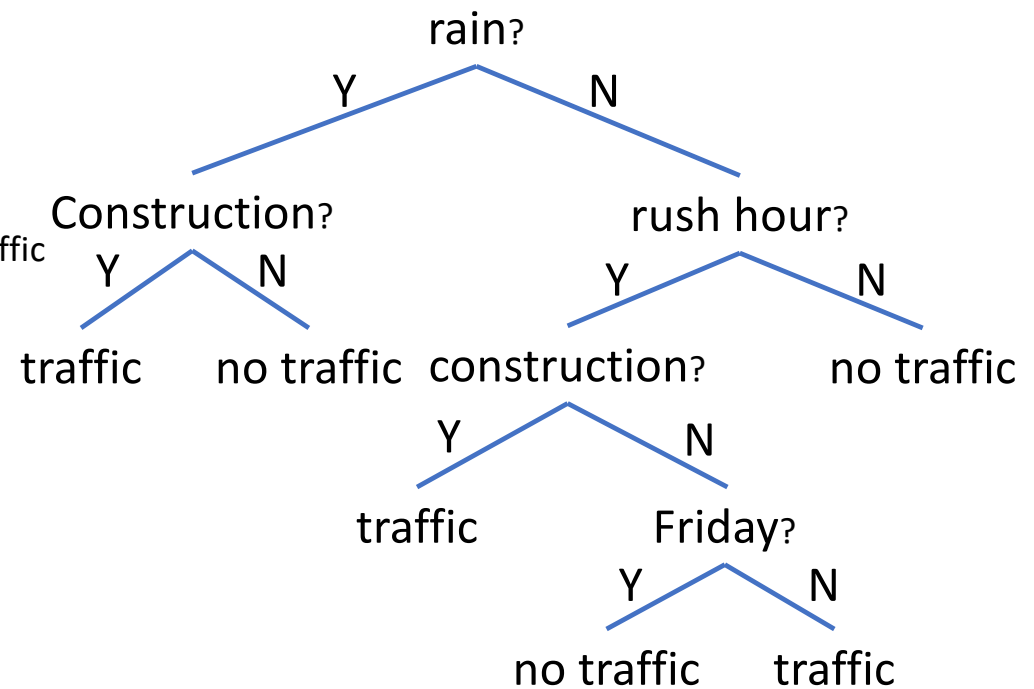 rain?
Y N
Construction? rush hour?
ffic
Y N Y N
traffic no traffic construction? no traffic
Y N
traffic Friday?
Y N
no traffic traffic